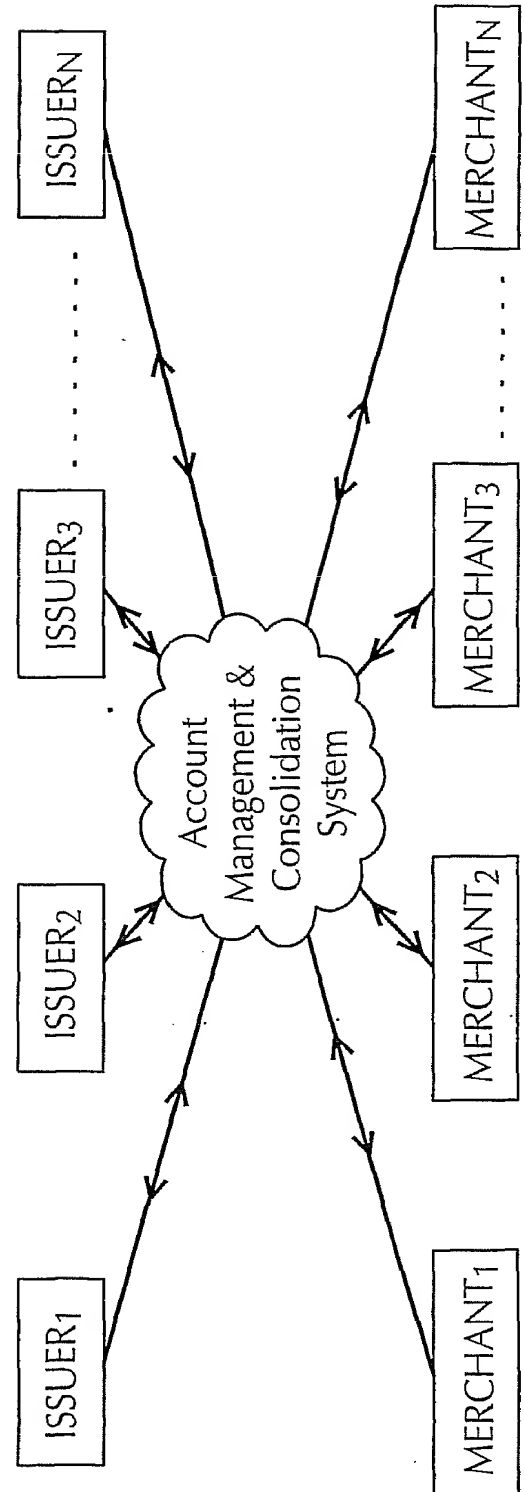 ISSUER₁
ISSUER₂
ISSUER₃
ISSUERₙ
Account
Management &
Consolidation
System
MERCHANT₁
MERCHANT₂
MERCHANT₃
MERCHANTₙ